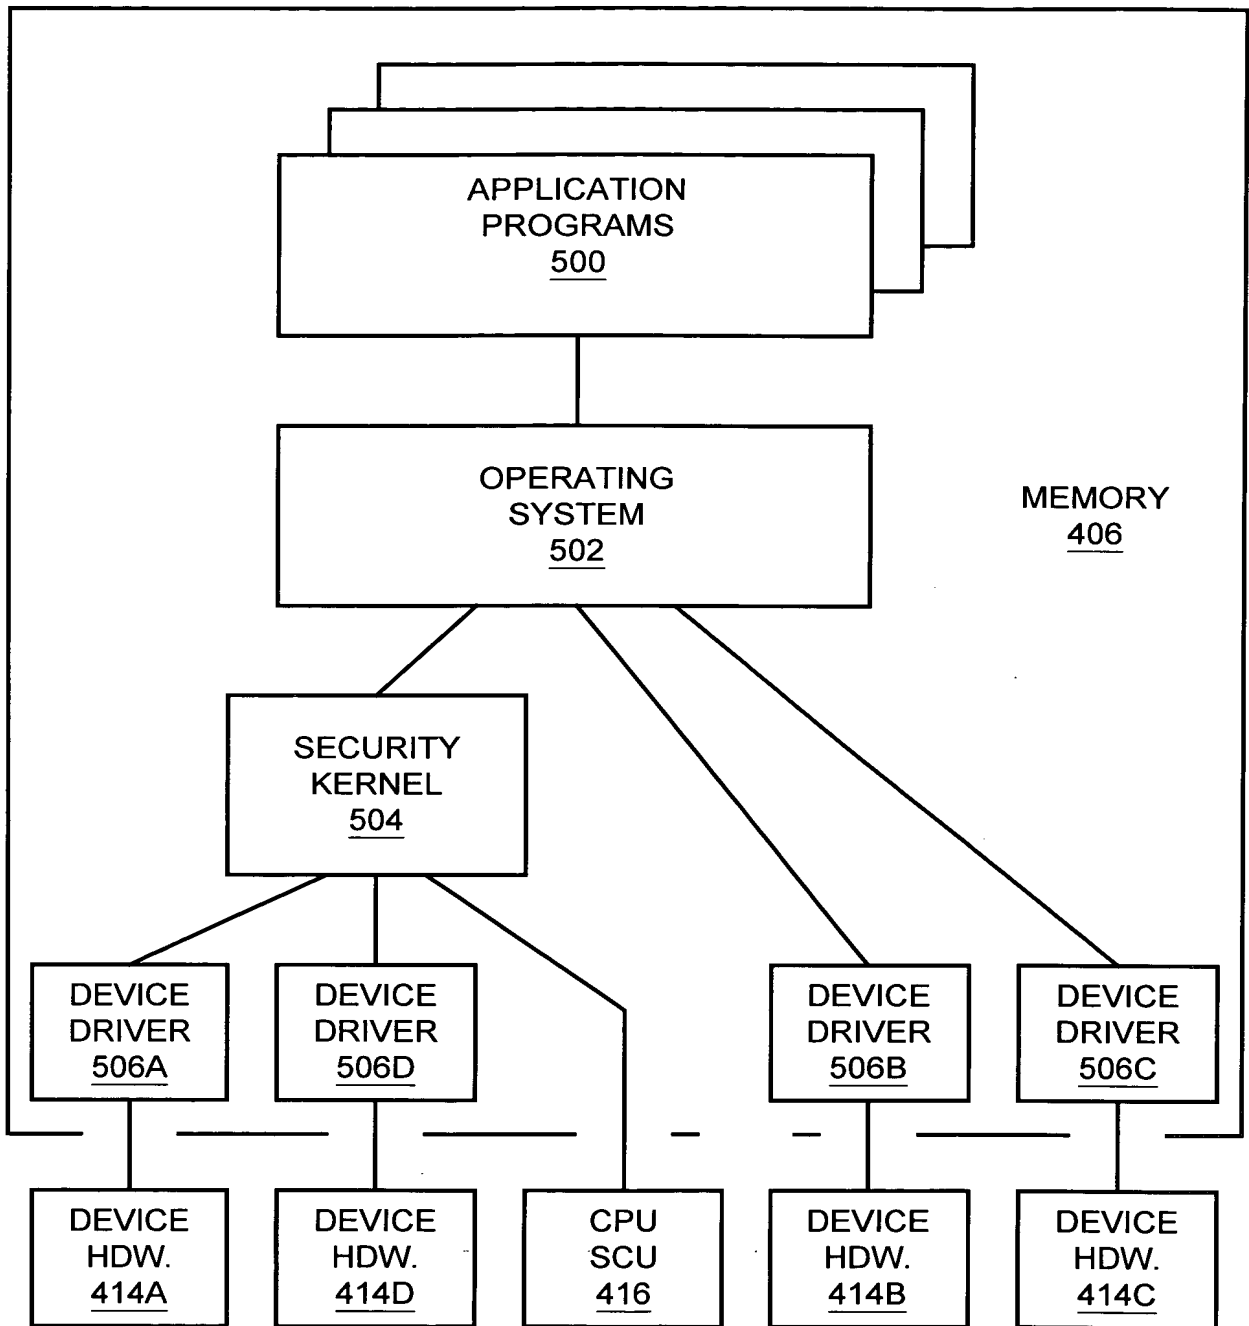 APPLICATION
PROGRAMS
500
OPERATING
SYSTEM
502
MEMORY
406
SECURITY
KERNEL
504
DEVICE
DRIVER
506A
DEVICE
DRIVER
506D
DEVICE
DRIVER
506B
DEVICE
DRIVER
506C
DEVICE
HDW.
414A
DEVICE
HDW.
414D
CPU
SCU
416
DEVICE
HDW.
414B
DEVICE
HDW.
414C